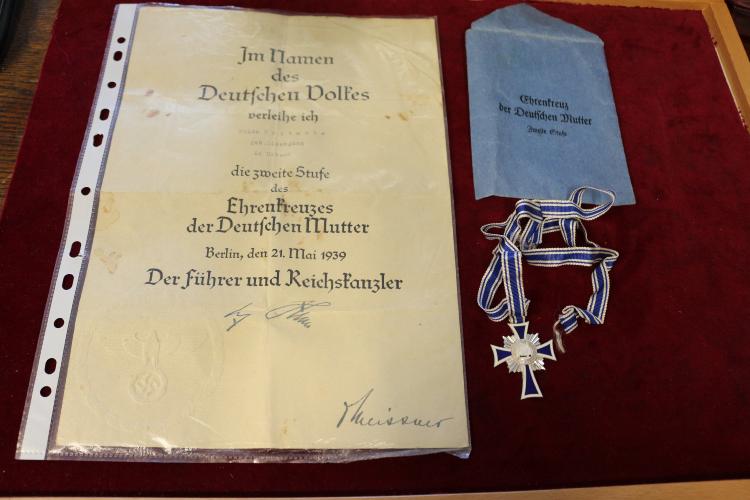 Im Namen
des
Deutschen Volkes
verleihe ich
die zweite Stufe
des
Ehrenkreuzes
der Deutschen Mutter
Berlin, den 21. Mai 1939
Der Führer und Reichskanzler
Meissner
Ehrenkreuz
der Deutschen Mutter
Zweite Stufe